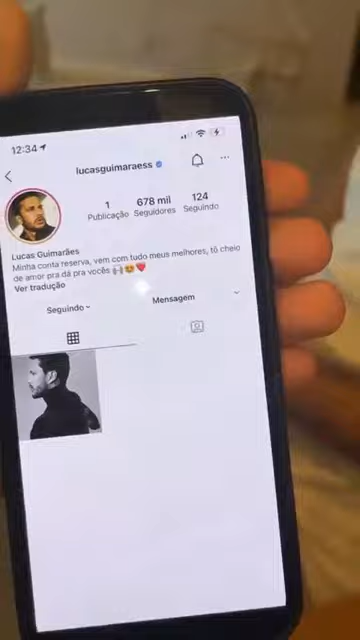 12:34
lucasguimaraess
1 678 mil 124
Publicação Seguidores Seguindo
Lucas Guimarães
Minha conta reserva, vem com tudo meus melhores, tô cheio
de amor pra dá pra vocês 🙌😍❤️
Ver tradução
Seguindo Mensagem